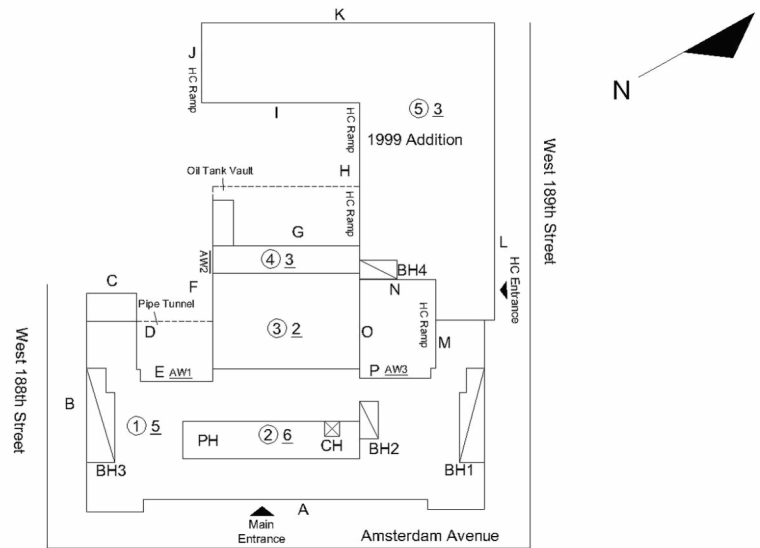 K
J
HC Ramp
I
HC Ramp
⑤ 3
1999 Addition
N
West 189th Street
Oil Tank Vault
H
HC Ramp
G
AW2
④ 3
BH4
L
HC Entrance
C
F
N
Pipe Tunnel
D
③ 2
O
HC Ramp
M
E AW1
P AW3
West 188th Street
B
① 5
PH
② 6
CH
BH2
BH3
BH1
A
Main
Entrance
Amsterdam Avenue